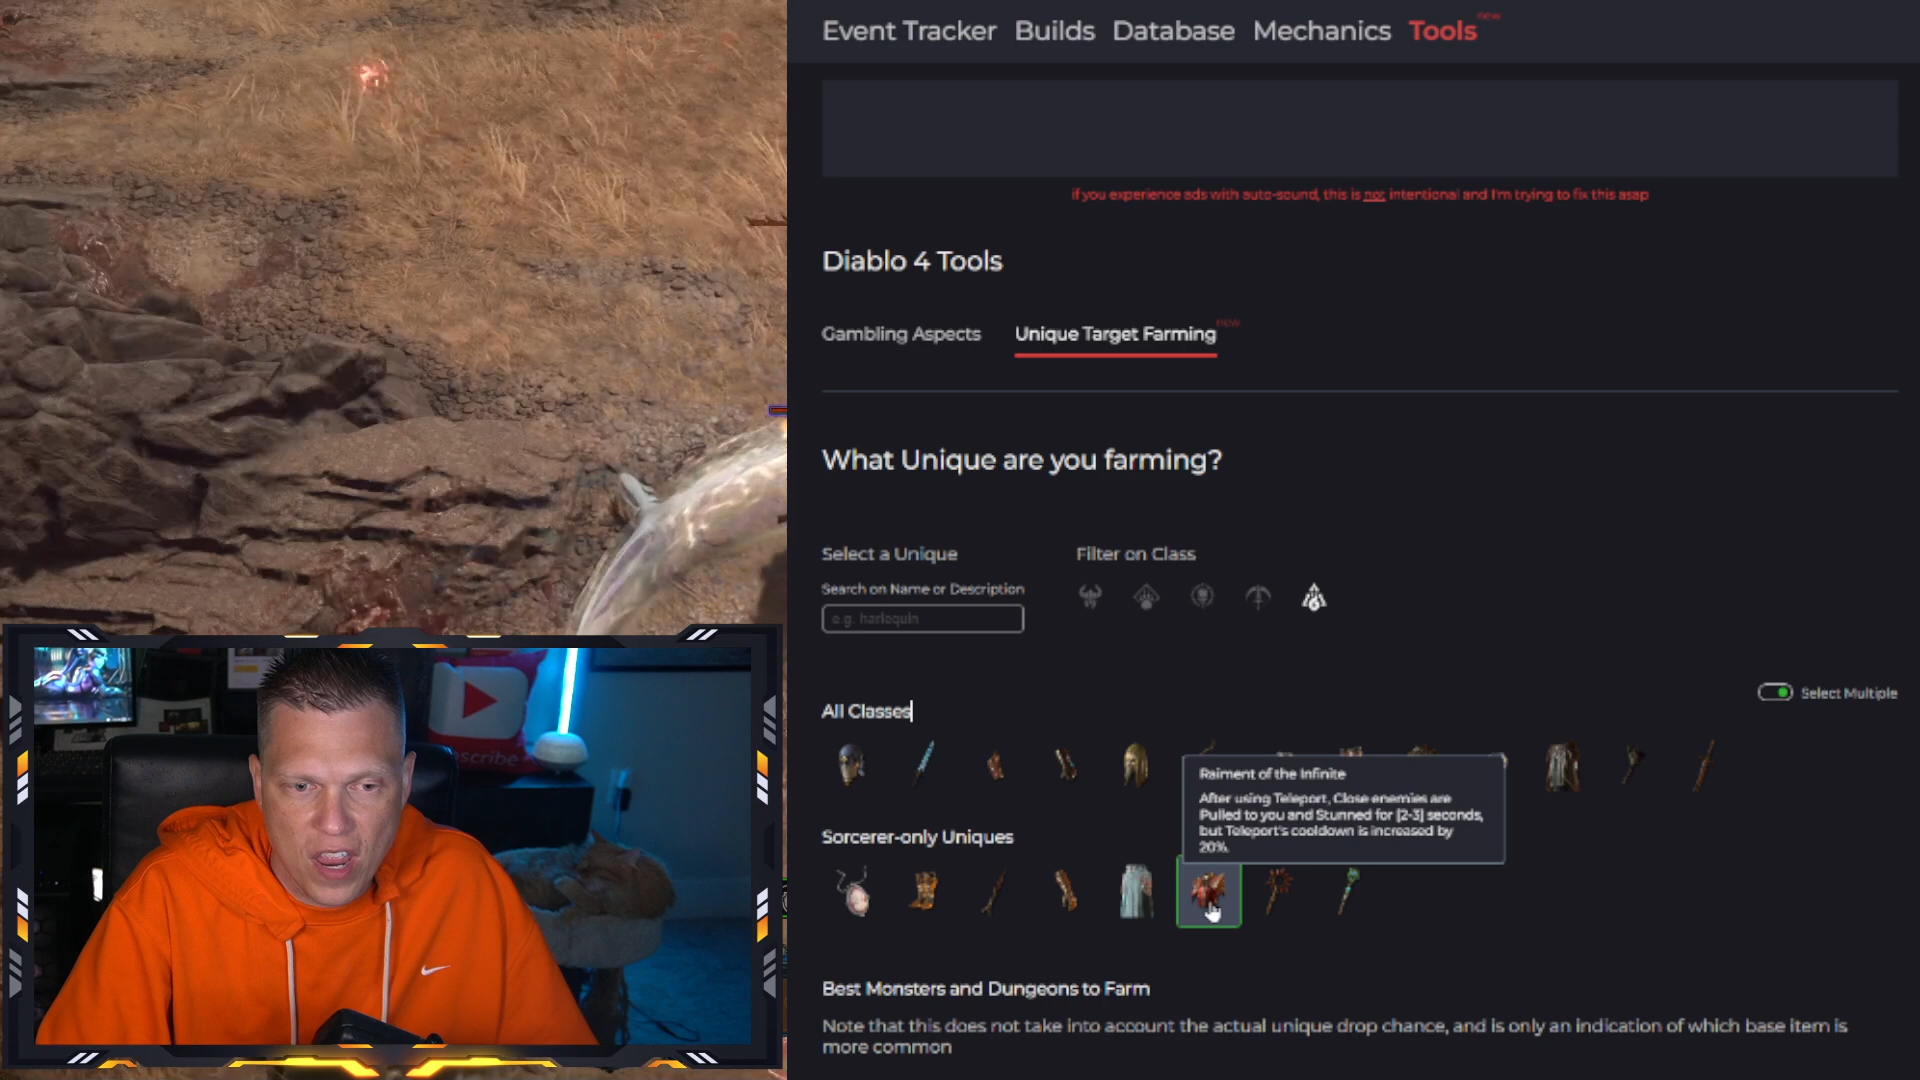 Event Tracker Builds Database Mechanics Tools new
if you experience ads with auto-sound, this is not intentional and I'm trying to fix this asap
Diablo 4 Tools
Gambling Aspects Unique Target Farming new
What Unique are you farming?
Select a Unique Filter on Class
Search on Name or Description
e.g. harlequin
Select Multiple
All Classes
Raiment of the Infinite
After using Teleport, Close enemies are
Pulled to you and Stunned for [2-3] seconds,
but Teleport's cooldown is increased by
20%.
Sorcerer-only Uniques
Best Monsters and Dungeons to Farm
Note that this does not take into account the actual unique drop chance, and is only an indication of which base item is
more common
scribe